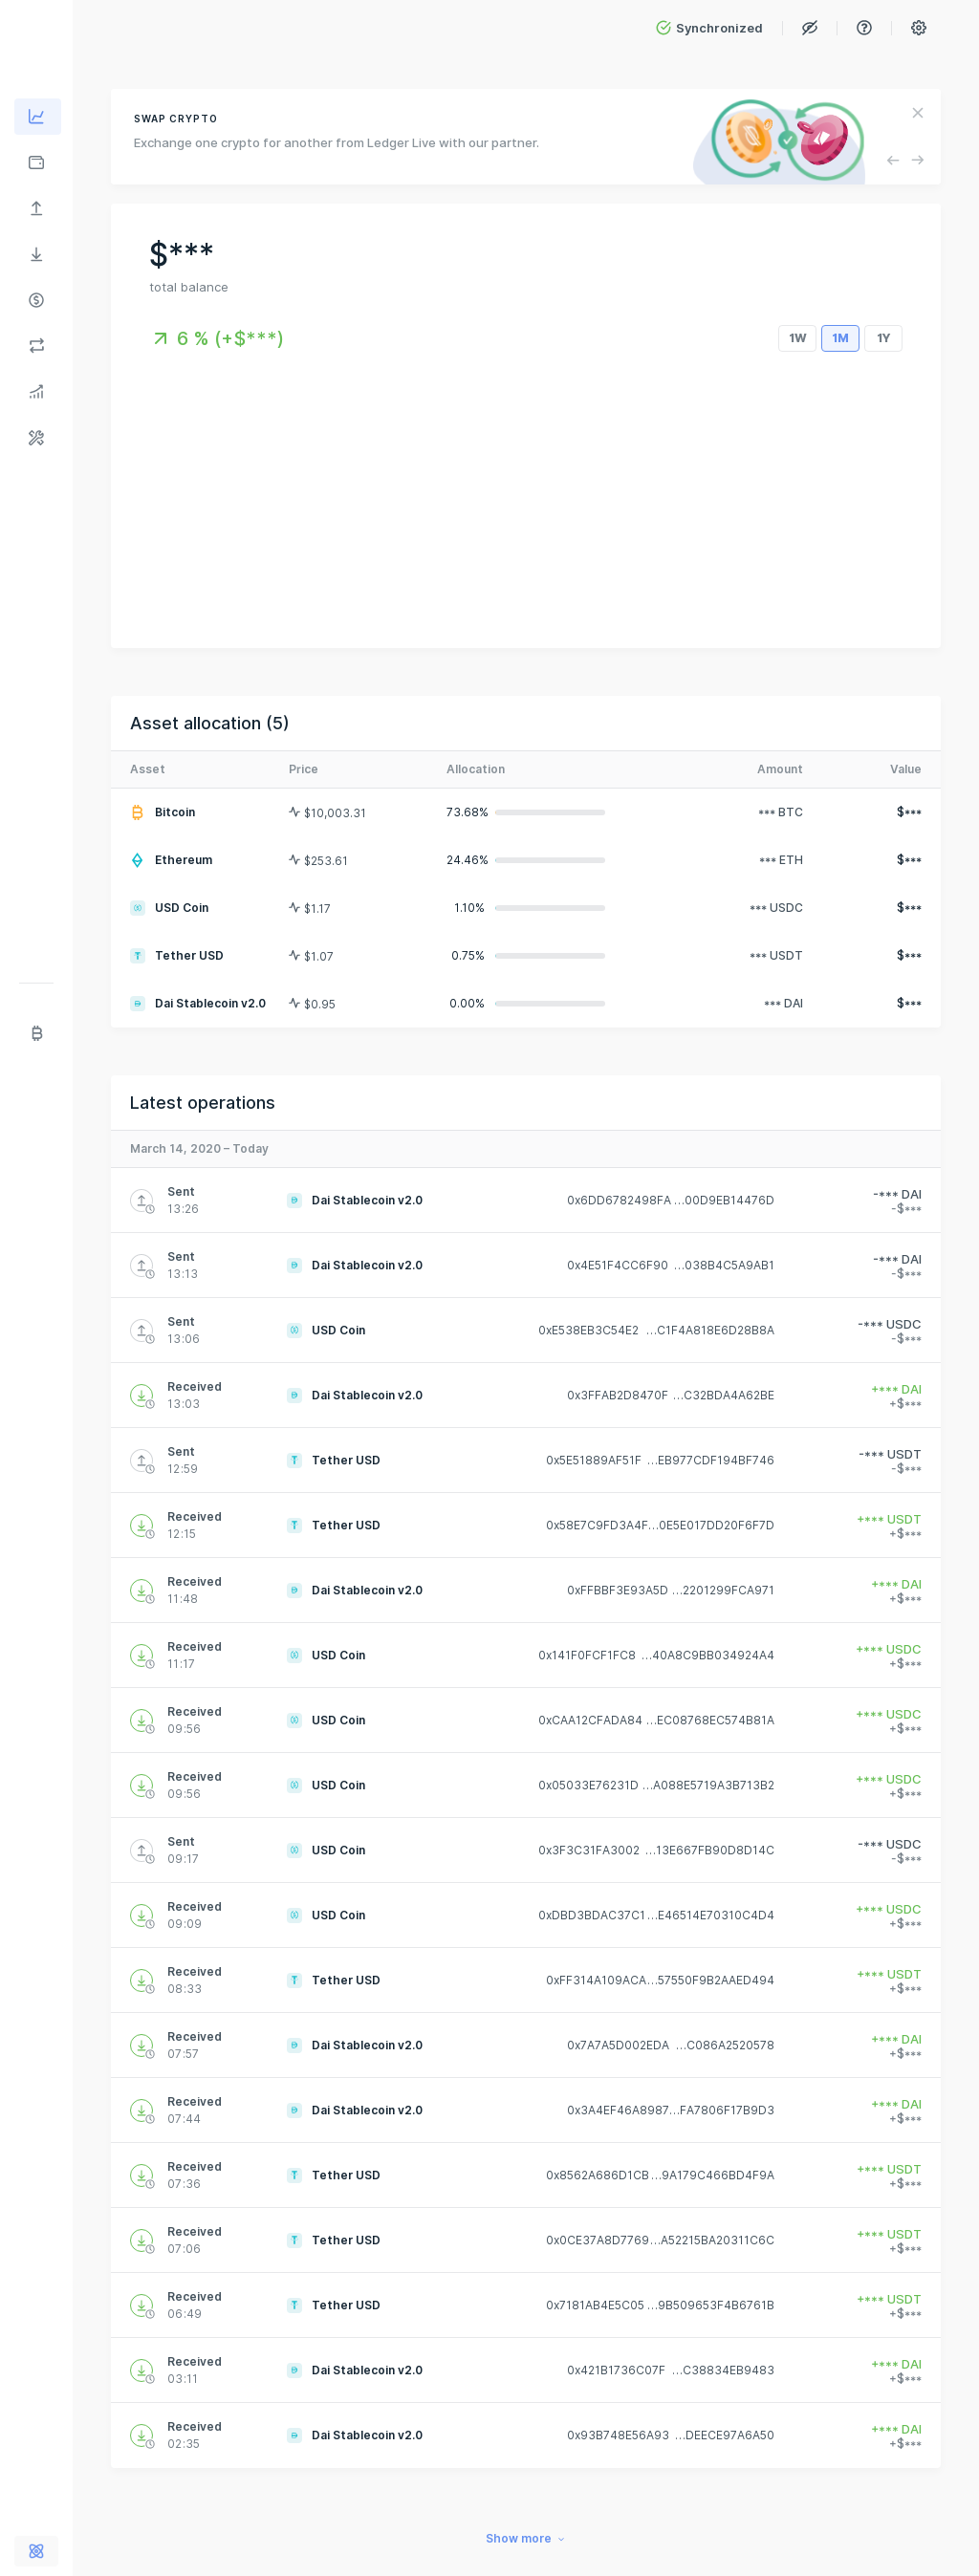 Synchronized
SWAP CRYPTO
Exchange one crypto for another from Ledger Live with our partner.
$***
total balance
6 % (+$***)
1W 1M 1Y
Asset allocation (5)
Asset Price Allocation Amount Value
Bitcoin $10,003.31 73.68% *** BTC $***
Ethereum $253.61 24.46% *** ETH $***
USD Coin $1.17 1.10% *** USDC $***
Tether USD $1.07 0.75% *** USDT $***
Dai Stablecoin v2.0 $0.95 0.00% *** DAI $***
Latest operations
March 14, 2020 – Today
Sent
13:26
Dai Stablecoin v2.0
0x6DD6782498FA ...00D9EB14476D
-*** DAI
-$***
Sent
13:13
Dai Stablecoin v2.0
0x4E51F4CC6F90 ...038B4C5A9AB1
-*** DAI
-$***
Sent
13:06
USD Coin
0xE538EB3C54E2 ...C1F4A818E6D28B8A
-*** USDC
-$***
Received
13:03
Dai Stablecoin v2.0
0x3FFAB2D8470F ...C32BDA4A62BE
+*** DAI
+$***
Sent
12:59
Tether USD
0x5E51889AF51F ...EB977CDF194BF746
-*** USDT
-$***
Received
12:15
Tether USD
0x58E7C9FD3A4F...0E5E017DD20F6F7D
+*** USDT
+$***
Received
11:48
Dai Stablecoin v2.0
0xFFBBF3E93A5D ...2201299FCA971
+*** DAI
+$***
Received
11:17
USD Coin
0x141F0FCF1FC8 ...40A8C9BB034924A4
+*** USDC
+$***
Received
09:56
USD Coin
0xCAA12CFADA84 ...EC08768EC574B81A
+*** USDC
+$***
Received
09:56
USD Coin
0x05033E76231D ...A088E5719A3B713B2
+*** USDC
+$***
Sent
09:17
USD Coin
0x3F3C31FA3002 ...13E667FB90D8D14C
-*** USDC
-$***
Received
09:09
USD Coin
0xDBD3BDAC37C1 ...E46514E70310C4D4
+*** USDC
+$***
Received
08:33
Tether USD
0xFF314A109ACA...57550F9B2AAED494
+*** USDT
+$***
Received
07:57
Dai Stablecoin v2.0
0x7A7A5D002EDA ...C086A2520578
+*** DAI
+$***
Received
07:44
Dai Stablecoin v2.0
0x3A4EF46A8987...FA7806F17B9D3
+*** DAI
+$***
Received
07:36
Tether USD
0x8562A686D1CB ...9A179C466BD4F9A
+*** USDT
+$***
Received
07:06
Tether USD
0x0CE37A8D7769...A52215BA20311C6C
+*** USDT
+$***
Received
06:49
Tether USD
0x7181AB4E5C05 ...9B509653F4B6761B
+*** USDT
+$***
Received
03:11
Dai Stablecoin v2.0
0x421B1736C07F ...C38834EB9483
+*** DAI
+$***
Received
02:35
Dai Stablecoin v2.0
0x93B748E56A93 ...DEECE97A6A50
+*** DAI
+$***
Show more